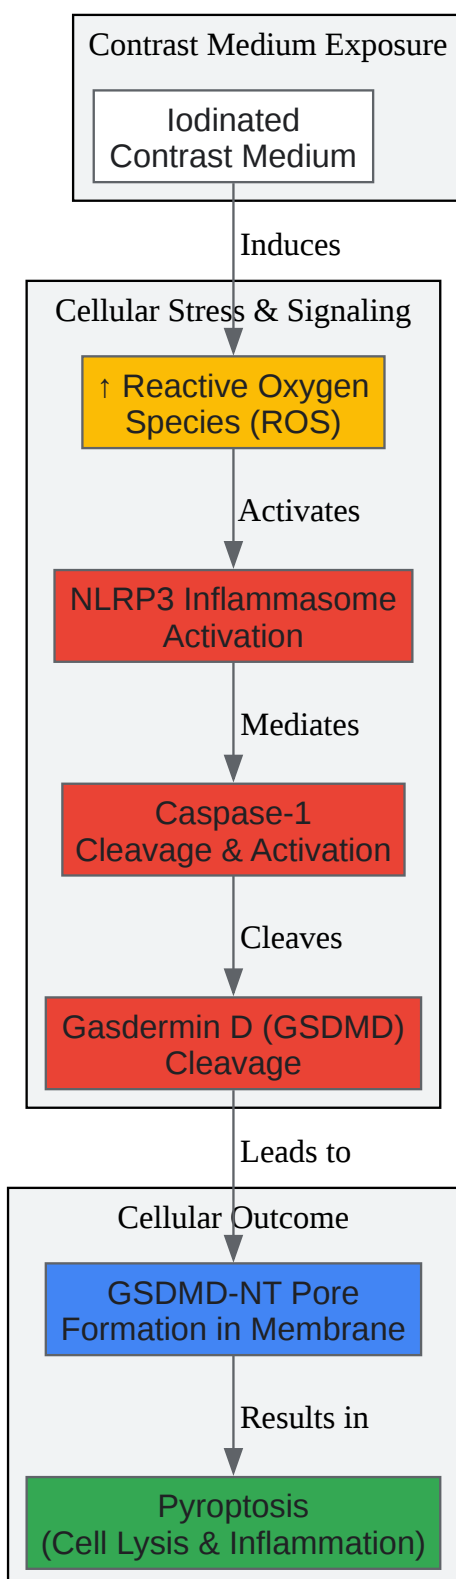 Contrast Medium Exposure
Iodinated
Contrast Medium
Induces
Cellular Stress & Signaling
↑ Reactive Oxygen
Species (ROS)
Activates
NLRP3 Inflammasome
Activation
Mediates
Caspase-1
Cleavage & Activation
Cleaves
Gasdermin D (GSDMD)
Cleavage
Leads to
Cellular Outcome
GSDMD-NT Pore
Formation in Membrane
Results in
Pyroptosis
(Cell Lysis & Inflammation)